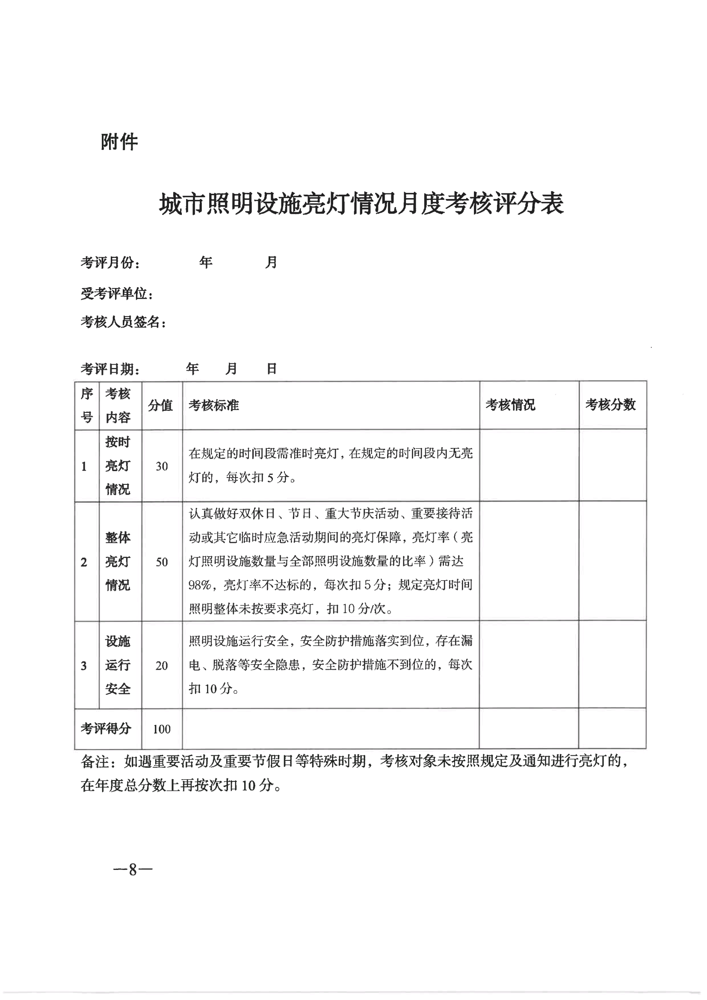 附件
城市照明设施亮灯情况月度考核评分表
考评月份： 年 月
受考评单位：
考核人员签名：
考评日期： 年 月 日
序号 考核内容 分值 考核标准 考核情况 考核分数
1 按时亮灯情况 30
在规定的时间段需准时亮灯，在规定的时间段内无亮
灯的，每次扣 5 分。
2 整体亮灯情况 50
认真做好双休日、节日、重大节庆活动、重要接待活
动或其它临时应急活动期间的亮灯保障，亮灯率（亮
灯照明设施数量与全部照明设施数量的比率）需达
98%，亮灯率不达标的，每次扣 5 分；规定亮灯时间
照明整体未按要求亮灯，扣 10 分/次。
3 设施运行安全 20
照明设施运行安全，安全防护措施落实到位，存在漏
电、脱落等安全隐患，安全防护措施不到位的，每次
扣 10 分。
考评得分 100
备注：如遇重要活动及重要节假日等特殊时期，考核对象未按照规定及通知进行亮灯的，
在年度总分数上再按次扣 10 分。
—8—